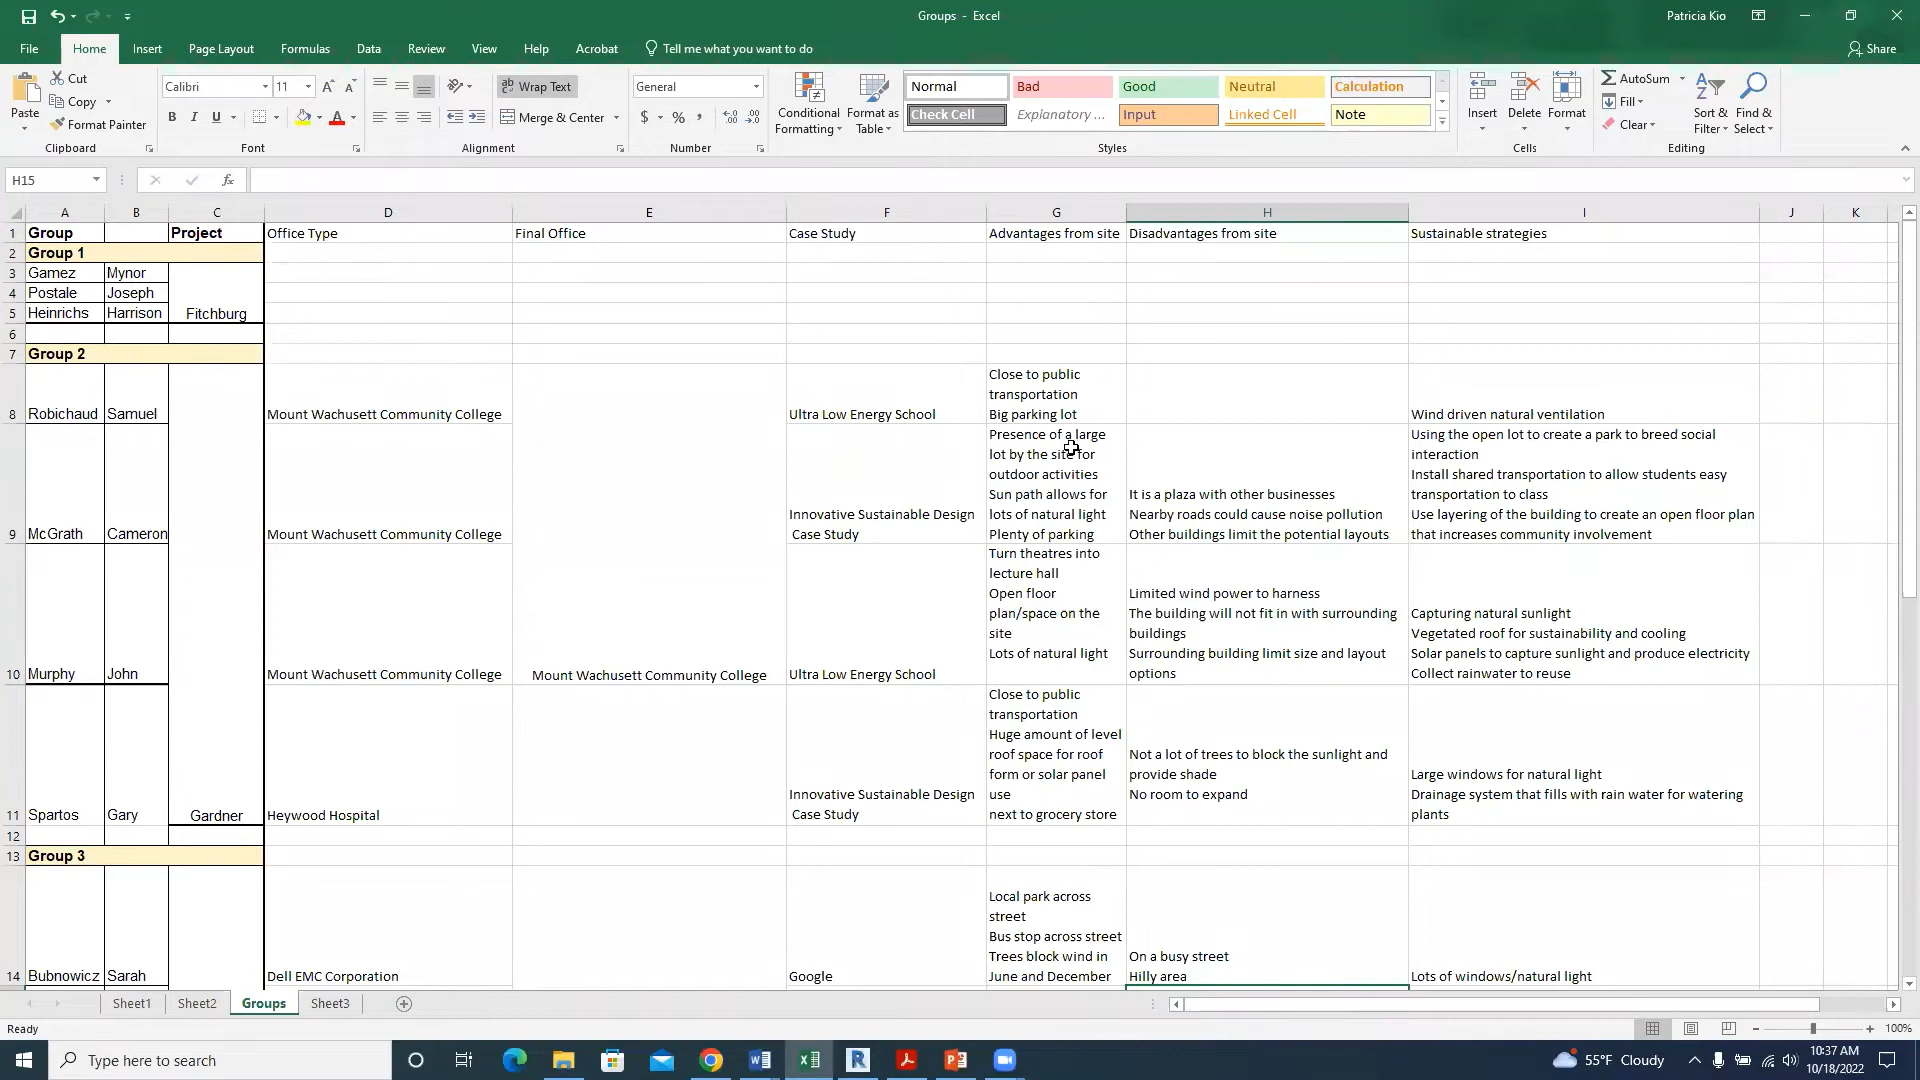 Groups - Excel
Patricia Kio
File Home Insert Page Layout Formulas Data Review View Help Acrobat Tell me what you want to do
Share
Paste
Cut
Copy
Format Painter
Clipboard
Calibri 11
B I U
Font
Wrap Text
Merge & Center
Alignment
General
$ % ,
Number
Conditional Formatting
Format as Table
Normal Bad Good Neutral Calculation
Check Cell Explanatory ... Input Linked Cell Note
Styles
Insert Delete Format
Cells
AutoSum
Fill
Clear
Sort & Filter
Find & Select
Editing
H15
fx
A B C D E F G H I J K
1 Group Project Office Type Final Office Case Study Advantages from site Disadvantages from site Sustainable strategies
2 Group 1
3 Gamez Mynor
4 Postale Joseph
5 Heinrichs Harrison Fitchburg
6
7 Group 2
8 Robichaud Samuel
Mount Wachusett Community College
Ultra Low Energy School
Close to public
transportation
Big parking lot
Wind driven natural ventilation
9 McGrath Cameron
Mount Wachusett Community College
Innovative Sustainable Design
Case Study
Presence of a large
lot by the site for
outdoor activities
Sun path allows for
lots of natural light
Plenty of parking
It is a plaza with other businesses
Nearby roads could cause noise pollution
Other buildings limit the potential layouts
Using the open lot to create a park to breed social
interaction
Install shared transportation to allow students easy
transportation to class
Use layering of the building to create an open floor plan
that increases community involvement
10 Murphy John
Mount Wachusett Community College
Mount Wachusett Community College
Ultra Low Energy School
Turn theatres into
lecture hall
Open floor
plan/space on the
site
Lots of natural light
Limited wind power to harness
The building will not fit in with surrounding
buildings
Surrounding building limit size and layout
options
Capturing natural sunlight
Vegetated roof for sustainability and cooling
Solar panels to capture sunlight and produce electricity
Collect rainwater to reuse
11 Spartos Gary Gardner
Heywood Hospital
Innovative Sustainable Design
Case Study
Close to public
transportation
Huge amount of level
roof space for roof
form or solar panel
use
next to grocery store
Not a lot of trees to block the sunlight and
provide shade
No room to expand
Large windows for natural light
Drainage system that fills with rain water for watering
plants
12
13 Group 3
14 Bubnowicz Sarah
Dell EMC Corporation
Google
Local park across
street
Bus stop across street
Trees block wind in
June and December
On a busy street
Hilly area
Lots of windows/natural light
Sheet1 Sheet2 Groups Sheet3
Ready
100%
Type here to search
55°F Cloudy
10:37 AM
10/18/2022